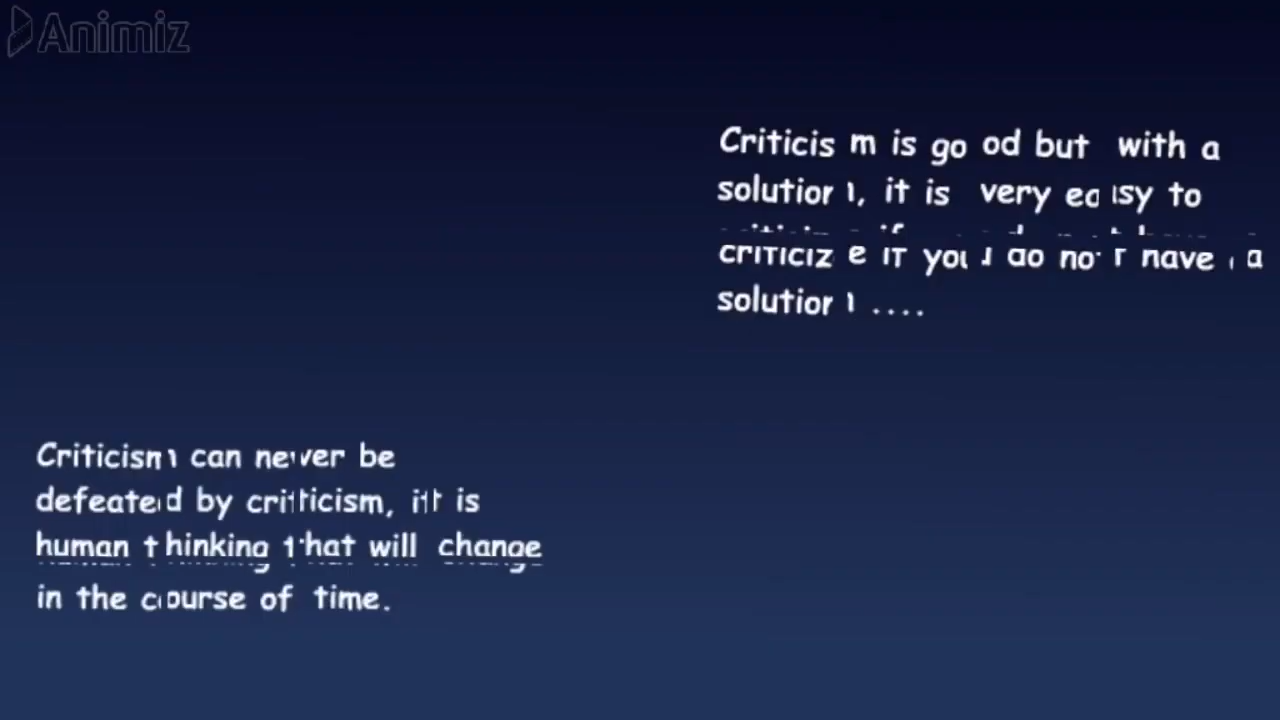 Animiz
Criticism is good but with a
solution, it is very easy to
criticize if you do not have a
solution ....
Criticism can never be
defeated by criticism, it is
human thinking that will change
in the course of time.